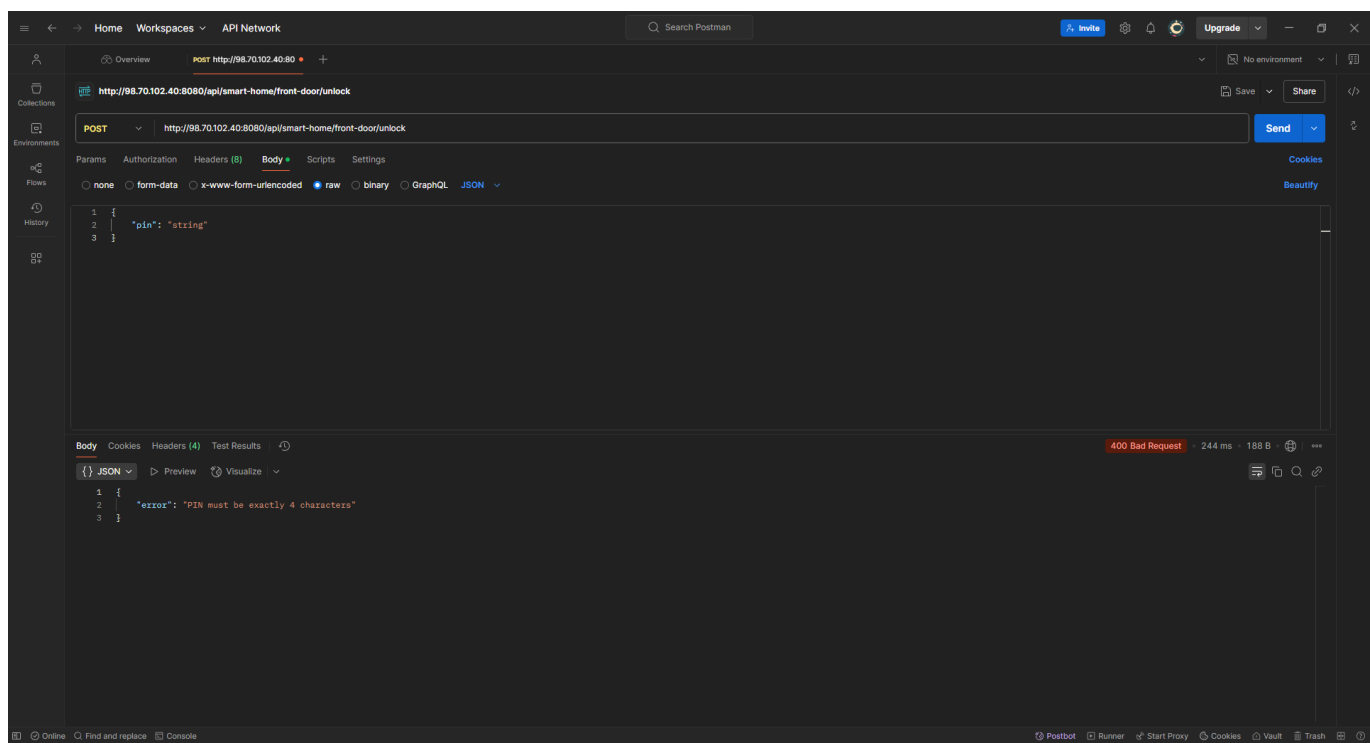 Home Workspaces API Network Search Postman Invite Upgrade
Overview POST http://98.70.102.40:80 No environment
Collections HTTP http://98.70.102.40:8080/api/smart-home/front-door/unlock Save Share
POST http://98.70.102.40:8080/api/smart-home/front-door/unlock Send
Environments
Params Authorization Headers (8) Body Scripts Settings Cookies
Flows none form-data x-www-form-urlencoded raw binary GraphQL JSON Beautify
History
1 {
2 "pin": "string"
3 }
Body Cookies Headers (4) Test Results 400 Bad Request 244 ms 188 B
{} JSON Preview Visualize
1 {
2 "error": "PIN must be exactly 4 characters"
3 }
Online Find and replace Console Postbot Runner Start Proxy Cookies Vault Trash